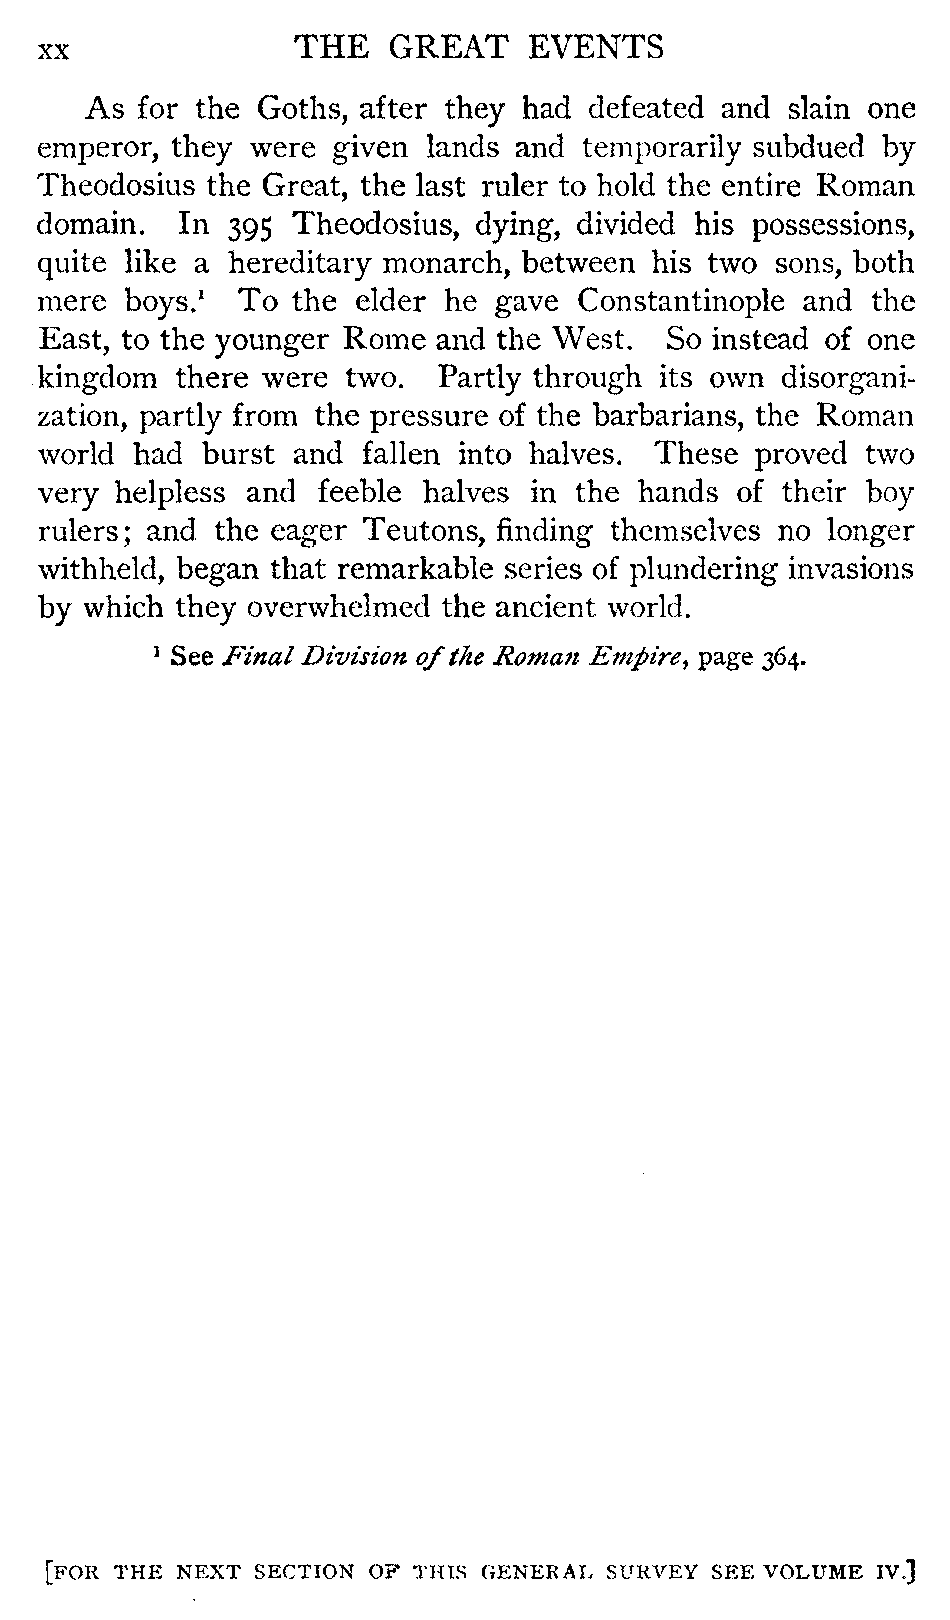 xx THE GREAT EVENTS
As for the Goths, after they had defeated and slain one
emperor, they were given lands and temporarily subdued by
Theodosius the Great, the last ruler to hold the entire Roman
domain. In 395 Theodosius, dying, divided his possessions,
quite like a hereditary monarch, between his two sons, both
mere boys.¹ To the elder he gave Constantinople and the
East, to the younger Rome and the West. So instead of one
kingdom there were two. Partly through its own disorgani-
zation, partly from the pressure of the barbarians, the Roman
world had burst and fallen into halves. These proved two
very helpless and feeble halves in the hands of their boy
rulers; and the eager Teutons, finding themselves no longer
withheld, began that remarkable series of plundering invasions
by which they overwhelmed the ancient world.
¹ See Final Division of the Roman Empire, page 364.
[FOR THE NEXT SECTION OF THIS GENERAL SURVEY SEE VOLUME IV.]